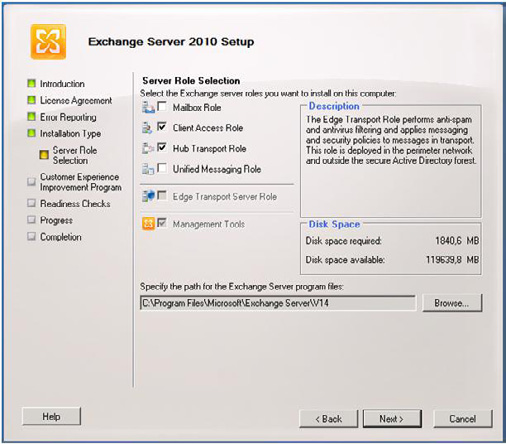 Exchange Server 2010 Setup
Introduction
License Agreement
Error Reporting
Installation Type
Server Role
Selection
Customer Experience
Improvement Program
Readiness Checks
Progress
Completion
Server Role Selection
Select the Exchange server roles you want to install on this computer:
Mailbox Role
Client Access Role
Hub Transport Role
Unified Messaging Role
Edge Transport Server Role
Management Tools
Description
The Edge Transport Role performs anti-spam
and antivirus filtering and applies messaging
and security policies to messages in transport.
This role is deployed in the perimeter network
and outside the secure Active Directory forest.
Disk Space
Disk space required: 1840,6 MB
Disk space available: 119639,8 MB
Specify the path for the Exchange Server program files:
C:\Program Files\Microsoft\Exchange Server\V14
Browse...
Help
< Back
Next >
Cancel